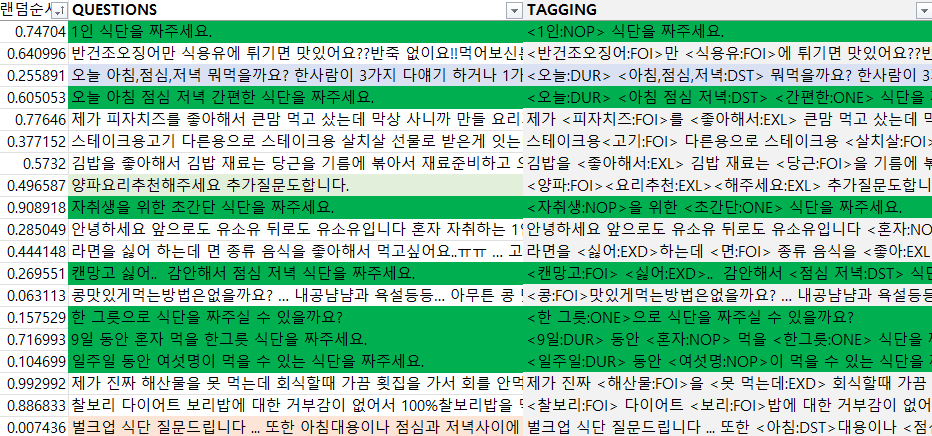 랜덤순서 QUESTIONS TAGGING
0.74704 1인 식단을 짜주세요. <1인:NOP> 식단을 짜주세요.
0.640996 반건조오징어만 식용유에 튀기면 맛있어요??반죽 없이요!!먹어보신 <반건조오징어:FOI>만 <식용유:FOI>에 튀기면 맛있어요??반
0.255891 오늘 아침,점심,저녁 뭐먹을까요? 한사람이 3가지 다얘기 하거나 1가 <오늘:DUR> <아침,점심,저녁:DST> 뭐먹을까요? 한사람이 3
0.605053 오늘 아침 점심 저녁 간편한 식단을 짜주세요. <오늘:DUR> <아침 점심 저녁:DST> <간편한:ONE> 식단을
0.77646 제가 피자치즈를 좋아해서 큰맘 먹고 샀는데 막상 사니까 만들 요리 제가 <피자치즈:FOI>를 <좋아해서:EXL> 큰맘 먹고 샀는데
0.377152 스테이크용고기 다른용으로 스테이크용 살치살 선물로 받은게 잇는 스테이크용<고기:FOI> 다른용으로 스테이크용 <살치살:FOI>
0.5732 김밥을 좋아해서 김밥 재료는 당근을 기름에 볶아서 재료준비하고 김밥을 <좋아해서:EXL> 김밥 재료는 <당근:FOI>을 기름에 볶
0.496587 양파요리추천해주세요 추가질문도합니다. <양파:FOI><요리추천:EXL><해주세요:EXL> 추가질문도합니
0.908918 자취생을 위한 초간단 식단을 짜주세요. <자취생:NOP>을 위한 <초간단:ONE> 식단을 짜주세요.
0.285049 안녕하세요 앞으로도 유소유 뒤로도 유소유입니다 혼자 자취하는 1인 안녕하세요 앞으로도 유소유 뒤로도 유소유입니다 <혼자:NO
0.444148 라면을 싫어 하는데 면 종류 음식을 좋아해서 먹고싶어요..ㅠㅠ ... 고 라면을 <싫어:EXD>하는데 <면:FOI> 종류 음식을 <좋아:EXL
0.269551 캔망고 싫어.. 감안해서 점심 저녁 식단을 짜주세요. <캔망고:FOI> <싫어:EXD>.. 감안해서 <점심 저녁:DST> 식단
0.063113 콩맛있게먹는방법은없을까요? ... 내공냠냠과 욕설등등... 아무튼 콩 <콩:FOI>맛있게먹는방법은없을까요? ... 내공냠냠과 욕설등
0.157529 한 그릇으로 식단을 짜주실 수 있을까요? <한 그릇:ONE>으로 식단을 짜주실 수 있을까요?
0.716993 9일 동안 혼자 먹을 한그릇 식단을 짜주세요. <9일:DUR> 동안 <혼자:NOP> 먹을 <한그릇:ONE> 식단을
0.104699 일주일 동안 여섯명이 먹을 수 있는 식단을 짜주세요. <일주일:DUR> 동안 <여섯명:NOP>이 먹을 수 있는 식단을
0.992992 제가 진짜 해산물을 못 먹는데 회식할때 가끔 횟집을 가서 회를 안먹 제가 진짜 <해산물:FOI>을 <못 먹는데:EXD> 회식할때 가끔
0.886833 찰보리 다이어트 보리밥에 대한 거부감이 없어서 100%찰보리밥을 <찰보리:FOI> 다이어트 <보리:FOI>밥에 대한 거부감이 없어
0.007436 벌크업 식단 질문드립니다 ... 또한 아침대용이나 점심과 저녁사이에 벌크업 식단 질문드립니다 ... 또한 <아침:DST>대용이나 <점심